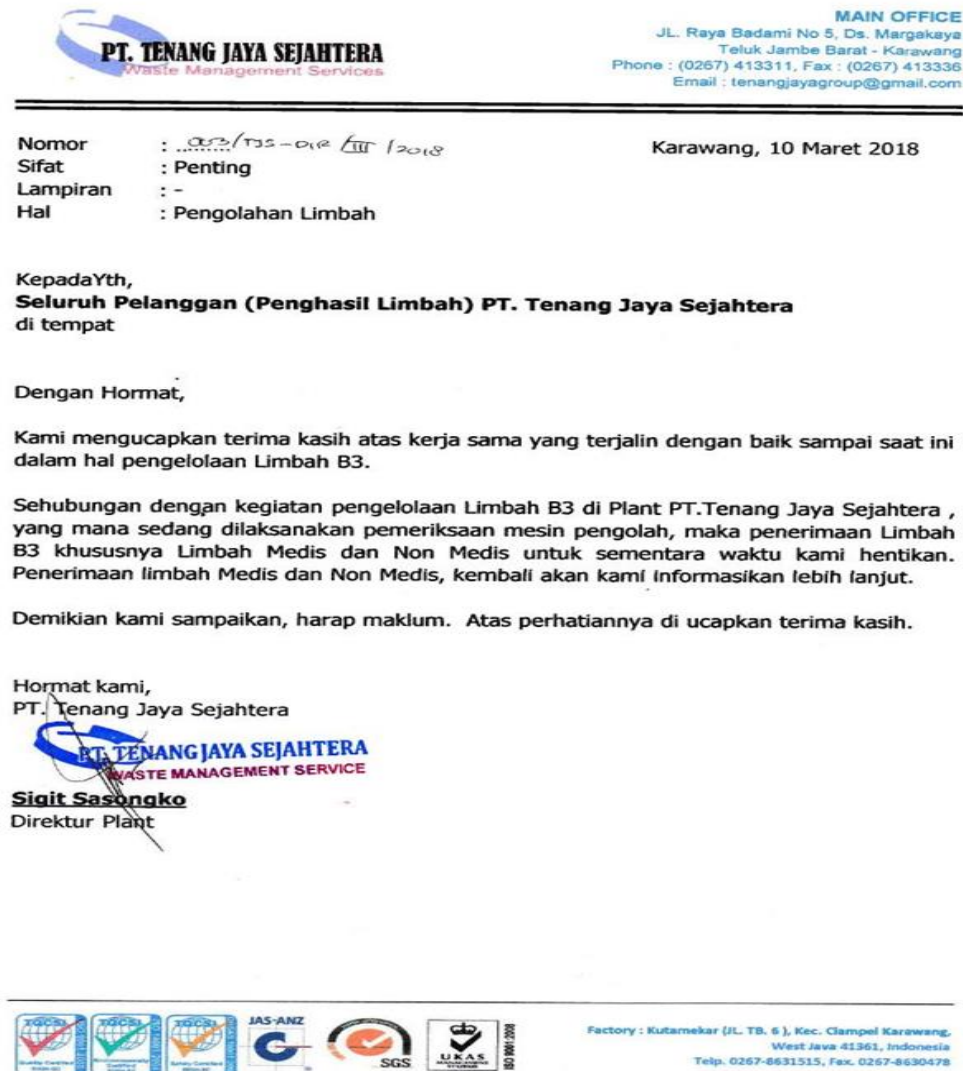 PT. TENANG JAYA SEJAHTERA
Waste Management Services
MAIN OFFICE
JL. Raya Badami No 5, Ds. Margakaya
Teluk Jambe Barat - Karawang
Phone : (0267) 413311, Fax : (0267) 413336
Email : tenangjayagroup@gmail.com
Nomor : 003/TJS-DIR/III/2018
Karawang, 10 Maret 2018
Sifat : Penting
Lampiran : -
Hal : Pengolahan Limbah
KepadaYth,
Seluruh Pelanggan (Penghasil Limbah) PT. Tenang Jaya Sejahtera
di tempat
Dengan Hormat,
Kami mengucapkan terima kasih atas kerja sama yang terjalin dengan baik sampai saat ini
dalam hal pengelolaan Limbah B3.
Sehubungan dengan kegiatan pengelolaan Limbah B3 di Plant PT.Tenang Jaya Sejahtera ,
yang mana sedang dilaksanakan pemeriksaan mesin pengolah, maka penerimaan Limbah
B3 khususnya Limbah Medis dan Non Medis untuk sementara waktu kami hentikan.
Penerimaan limbah Medis dan Non Medis, kembali akan kami informasikan lebih lanjut.
Demikian kami sampaikan, harap maklum. Atas perhatiannya di ucapkan terima kasih.
Hormat kami,
PT. Tenang Jaya Sejahtera
PT. TENANG JAYA SEJAHTERA
WASTE MANAGEMENT SERVICE
Sigit Sasongko
Direktur Plant
TQCSI
TQCSI
TQCSI
JAS-ANZ
SGS
UKAS
MANAGEMENT
SYSTEMS
ISO 9001:2008
Factory : Kutamekar (JL. TB. 6 ), Kec. Ciampel Karawang,
West Java 41361, Indonesia
Telp. 0267-8631515, Fax. 0267-8630478